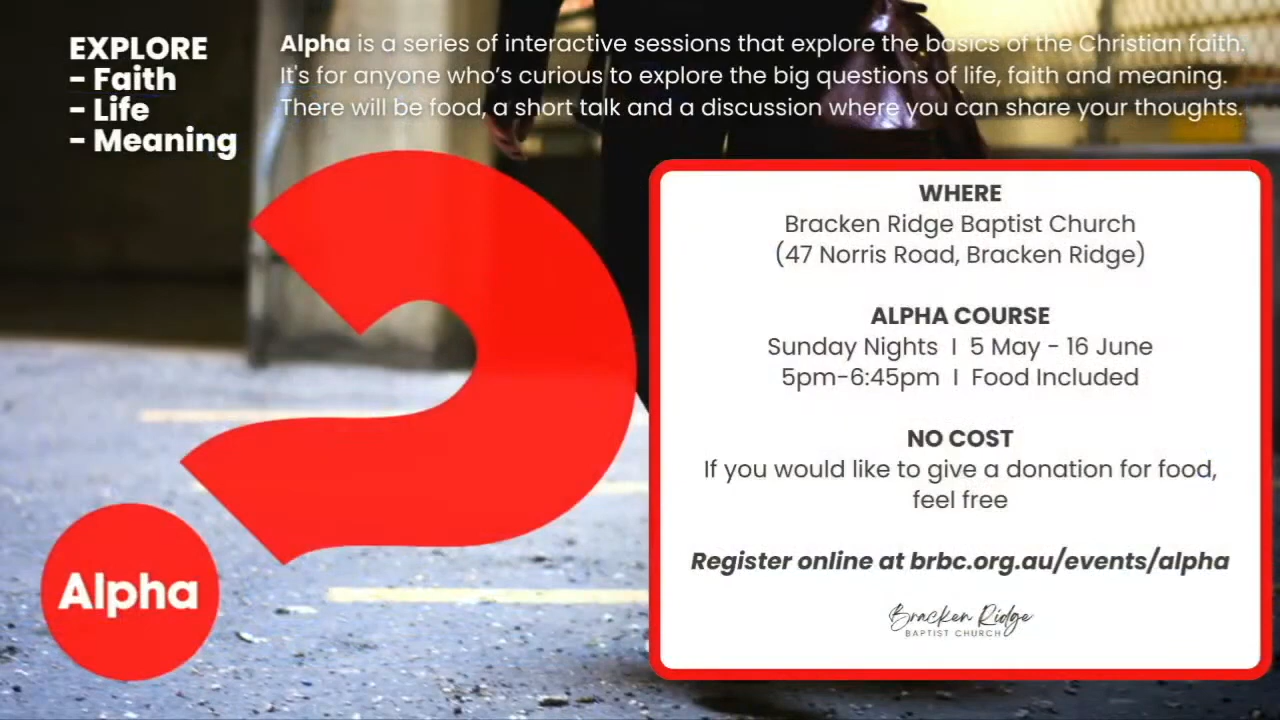 EXPLORE
- Faith
- Life
- Meaning
Alpha is a series of interactive sessions that explore the basics of the Christian faith.
It's for anyone who's curious to explore the big questions of life, faith and meaning.
There will be food, a short talk and a discussion where you can share your thoughts.
WHERE
Bracken Ridge Baptist Church
(47 Norris Road, Bracken Ridge)
ALPHA COURSE
Sunday Nights I 5 May - 16 June
5pm-6:45pm I Food Included
NO COST
If you would like to give a donation for food,
feel free
Register online at brbc.org.au/events/alpha
Bracken Ridge
BAPTIST CHURCH
Alpha